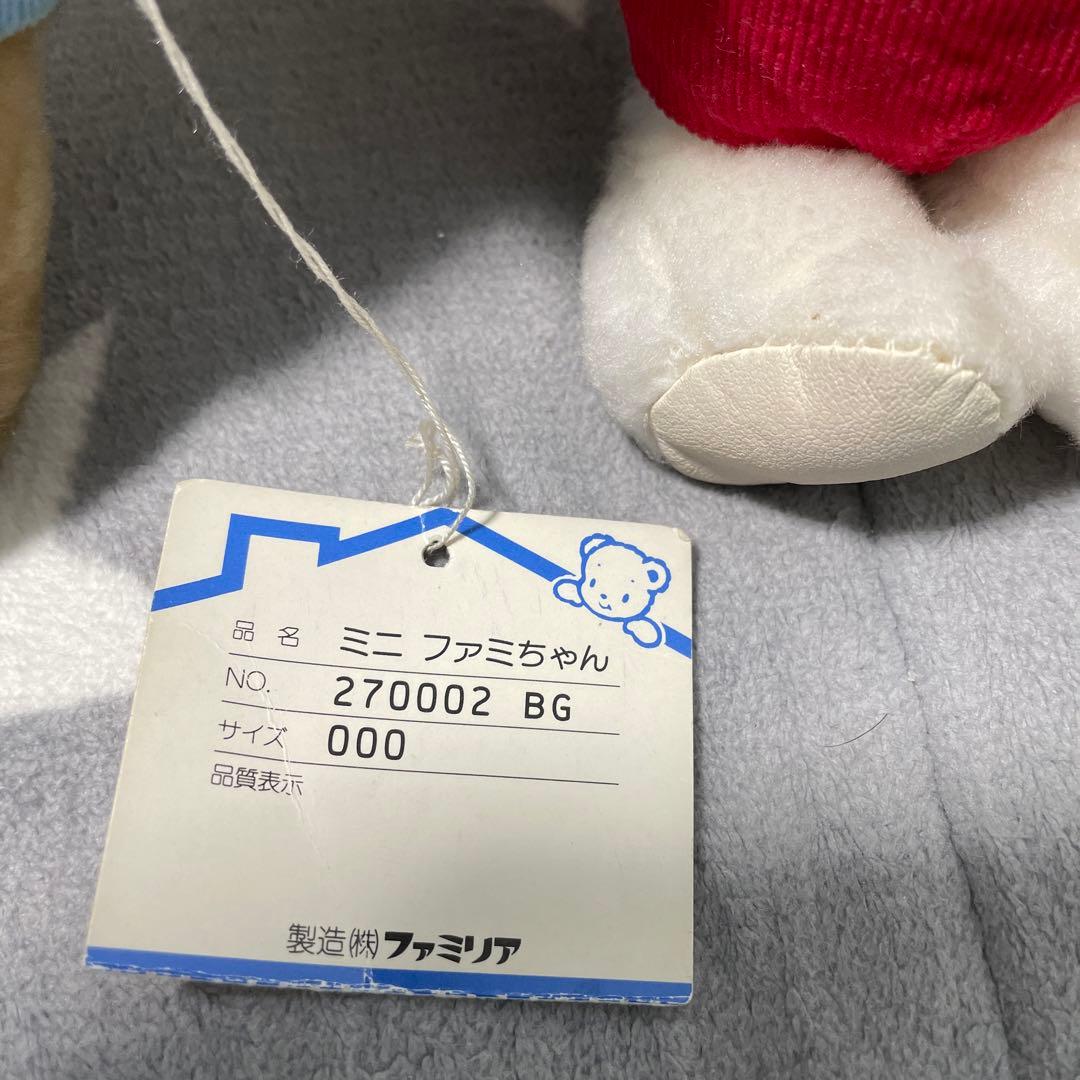 品名 ミニ ファミちゃん
NO. 270002 BG
サイズ 000
品質表示
製造(株)ファミリア